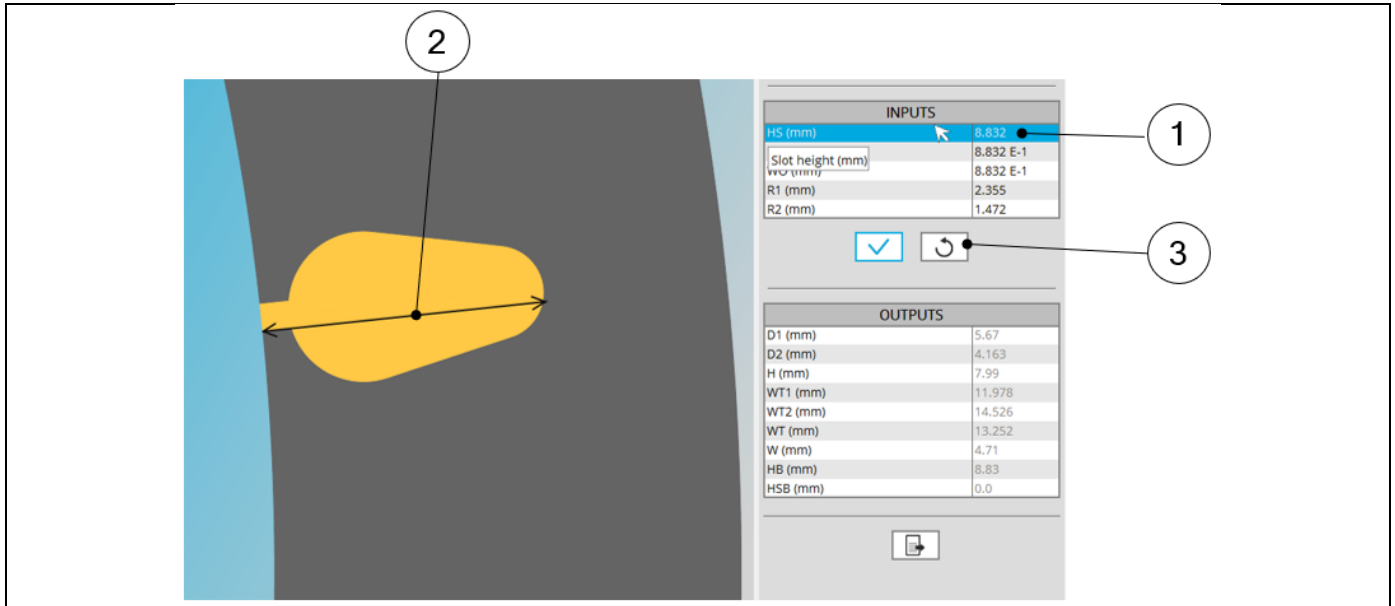 2
INPUTS
HS (mm) 8.832
8.832 E-1
Slot height (mm)
WO (mm) 8.832 E-1
R1 (mm) 2.355
R2 (mm) 1.472
1
3
OUTPUTS
D1 (mm) 5.67
D2 (mm) 4.163
H (mm) 7.99
WT1 (mm) 11.978
WT2 (mm) 14.526
WT (mm) 13.252
W (mm) 4.71
HB (mm) 8.83
HSB (mm) 0.0